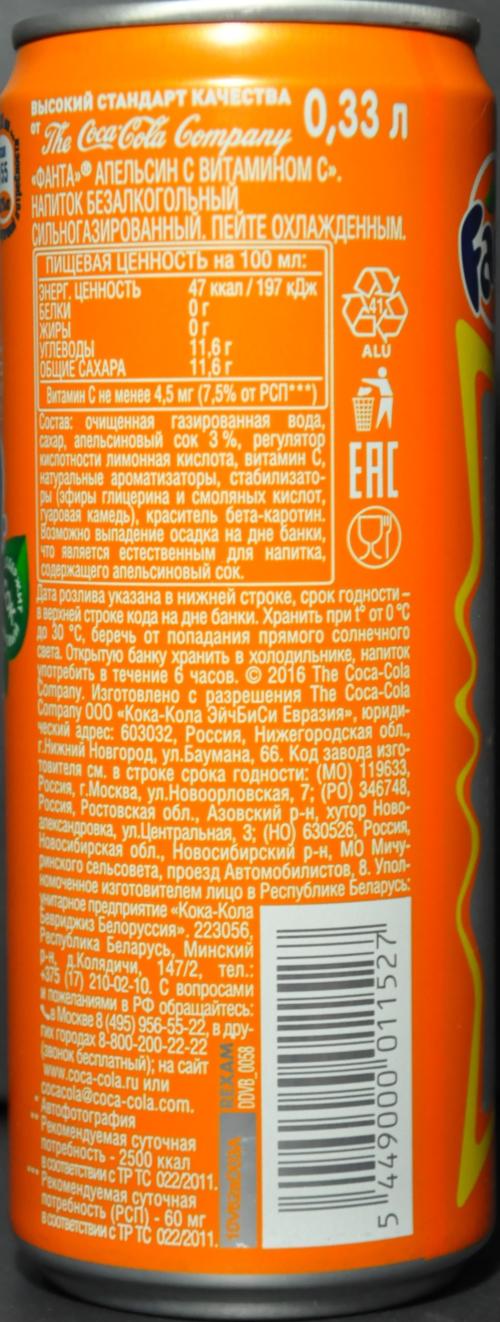 ВЫСОКИЙ СТАНДАРТ КАЧЕСТВА
от The Coca-Cola Company 0,33 л
«ФАНТА»® АПЕЛЬСИН С ВИТАМИНОМ С».
НАПИТОК БЕЗАЛКОГОЛЬНЫЙ
СИЛЬНОГАЗИРОВАННЫЙ. ПЕЙТЕ ОХЛАЖДЕННЫМ.
ПИЩЕВАЯ ЦЕННОСТЬ на 100 мл:
ЭНЕРГ. ЦЕННОСТЬ 47 ккал / 197 кДж
БЕЛКИ 0 г
ЖИРЫ 0 г
УГЛЕВОДЫ 11,6 г
ОБЩИЕ САХАРА 11,6 г
Витамин С не менее 4,5 мг (7,5% от РСП***)
41
ALU
EAC
Состав: очищенная газированная вода,
сахар, апельсиновый сок 3 %, регулятор
кислотности лимонная кислота, витамин С,
натуральные ароматизаторы, стабилизато-
ры (эфиры глицерина и смоляных кислот,
гуаровая камедь), краситель бета-каротин.
Возможно выпадение осадка на дне банки,
что является естественным для напитка,
содержащего апельсиновый сок.
Дата розлива указана в нижней строке, срок годности –
в верхней строке кода на дне банки. Хранить при t° от 0 °С
до 30 °С, беречь от попадания прямого солнечного
света. Открытую банку хранить в холодильнике, напиток
употребить в течение 6 часов. © 2016 The Coca-Cola
Company. Изготовлено с разрешения The Coca-Cola
Company ООО «Кока-Кола ЭйчБиСи Евразия», юриди-
ческий адрес: 603032, Россия, Нижегородская обл.,
г.Нижний Новгород, ул.Баумана, 66. Код завода изго-
товителя см. в строке срока годности: (МО) 119633,
Россия, г.Москва, ул.Новоорловская, 7; (РО) 346748,
Россия, Ростовская обл., Азовский р-н, хутор Ново-
александровка, ул.Центральная, 3; (НО) 630526, Россия,
Новосибирская обл., Новосибирский р-н, МО Мичу-
ринского сельсовета, проезд Автомобилистов, 8. Упол-
номоченное изготовителем лицо в Республике Беларусь:
унитарное предприятие «Кока-Кола
Бевриджиз Белоруссия». 223056,
Республика Беларусь, Минский
р-н, д.Колядичи, 147/2, тел.:
+375 (17) 210-02-10. С вопросами
и пожеланиями в РФ обращайтесь:
в Москве 8 (495) 956-55-22, в дру-
гих городах 8-800-200-22-22
(звонок бесплатный); на сайт
www.coca-cola.ru или
cocacola@coca-cola.com.
* Автофотография
** Рекомендуемая суточная
потребность - 2500 ккал
в соответствии с ТР ТС 022/2011.
*** Рекомендуемая суточная
потребность (РСП) - 60 мг
в соответствии с ТР ТС 022/2011.
REXAM
DDVB_0058
5 449000 011527